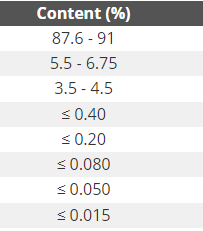 Content (%)
87.6 - 91
5.5 - 6.75
3.5 - 4.5
≤ 0.40
≤ 0.20
≤ 0.080
≤ 0.050
≤ 0.015